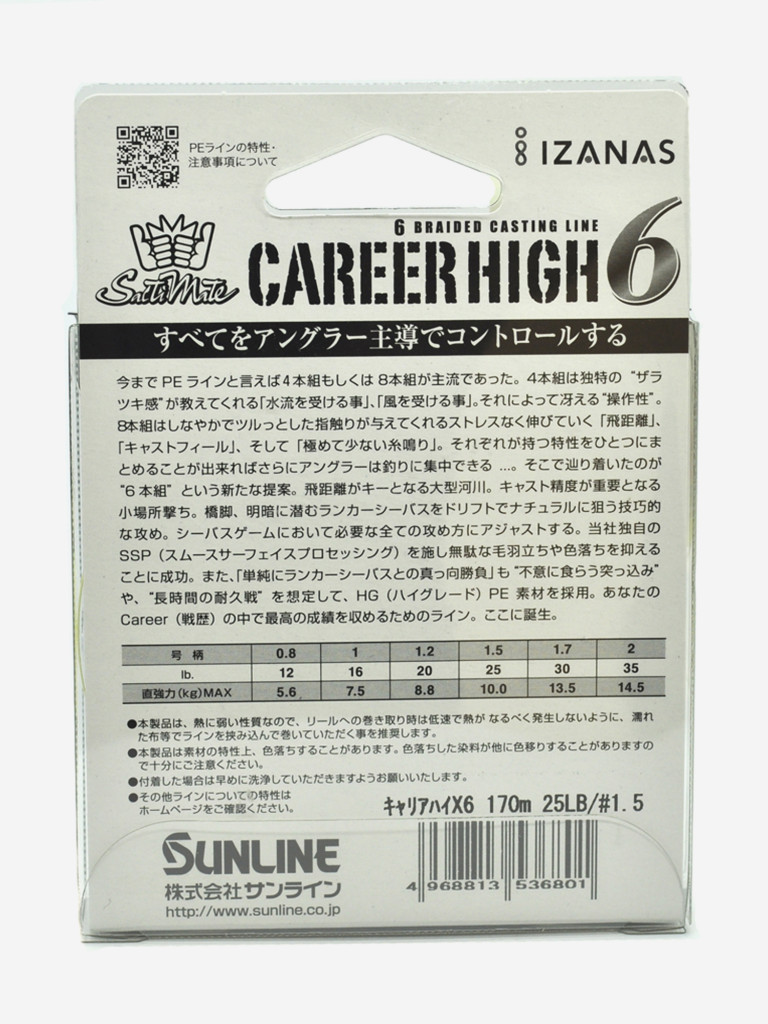 PEラインの特性・
注意事項について
IZANAS
6 BRAIDED CASTING LINE
SaltiMate
CAREER HIGH 6
すべてをアングラー主導でコントロールする
今まで PE ラインと言えば 4 本組もしくは 8 本組が主流であった。4 本組は独特の “ザラ
ツキ感” が教えてくれる「水流を受ける事」、「風を受ける事」。それによって冴える “操作性” 。
8本組はしなやかでツルっとした指触りが与えてくれるストレスなく伸びていく 「飛距離」、
「キャストフィール」、そして 「極めて少ない糸鳴り」。それぞれが持つ特性をひとつにま
とめることが出来ればさらにアングラーは釣りに集中できる …。そこで辿り着いたのが
“6 本組” という新たな提案。飛距離がキーとなる大型河川。キャスト精度が重要となる
小場所撃ち。橋脚、明暗に潜むランカーシーバスをドリフトでナチュラルに狙う技巧的
な攻め。シーバスゲームにおいて必要な全ての攻め方にアジャストする。当社独自の
SSP（スムースサーフェイスプロセッシング）を施し無駄な毛羽立ちや色落ちを抑える
ことに成功。また、「単純にランカーシーバスとの真っ向勝負」も “不意に食らう突っ込み”
や、“長時間の耐久戦” を想定して、HG（ハイグレード）PE 素材を採用。あなたの
Career（戦歴）の中で最高の成績を収めるためのライン。ここに誕生。
号 柄 0.8 1 1.2 1.5 1.7 2
lb. 12 16 20 25 30 35
直強力(kg)MAX 5.6 7.5 8.8 10.0 13.5 14.5
●本製品は、熱に弱い性質なので、リールへの巻き取り時は低速で熱が なるべく発生しないように、濡れ
た布等でラインを挟み込んで巻いていただく事を推奨します。
●本製品は素材の特性上、色落ちすることがあります。色落ちした染料が他に色移りすることがありますの
で十分にご注意ください。
●付着した場合は早めに洗浄していただきますようお願いいたします。
●その他ラインについての特性は
ホームページをご確認ください。
キャリアハイX6 170m 25LB/#1.5
SUNLINE
株式会社サンライン
http://www.sunline.co.jp
4 968813 536801